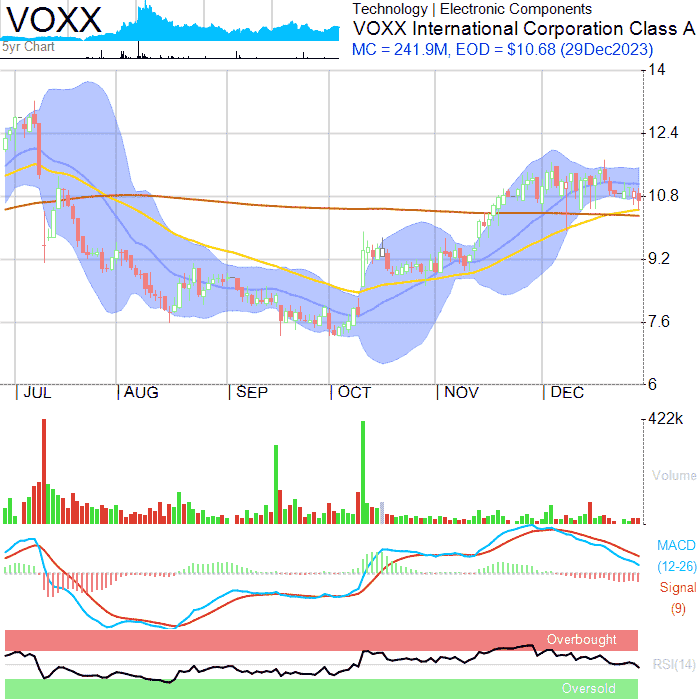 VOXX
5yr Chart
Technology | Electronic Components
VOXX International Corporation Class A
MC = 241.9M, EOD = $10.68 (29Dec2023)
14
12.4
10.8
9.2
7.6
6
JUL AUG SEP OCT NOV DEC
422k
Volume
MACD
(12-26)
Signal
(9)
Overbought
RSI(14)
Oversold